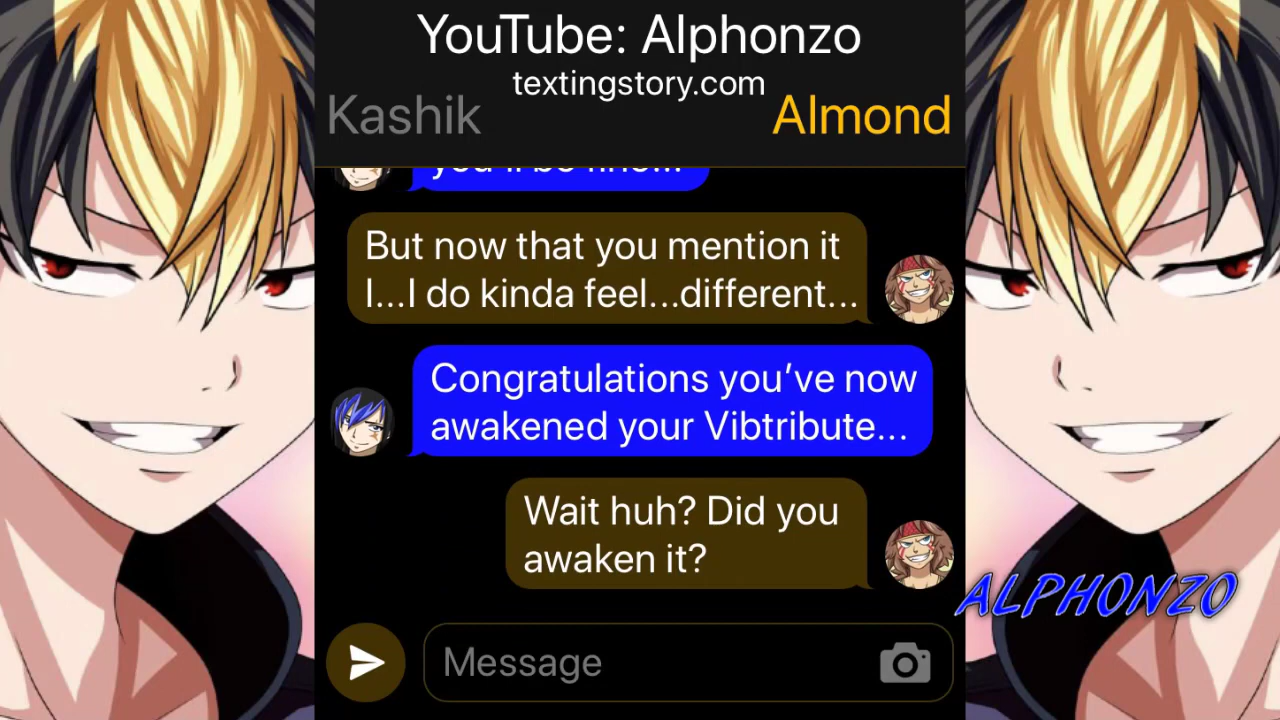 YouTube: Alphonzo
textingstory.com
Kashik
Almond
But now that you mention it
I...I do kinda feel...different...
Congratulations you've now
awakened your Vibtribute...
Wait huh? Did you
awaken it?
ALPHONZO
Message